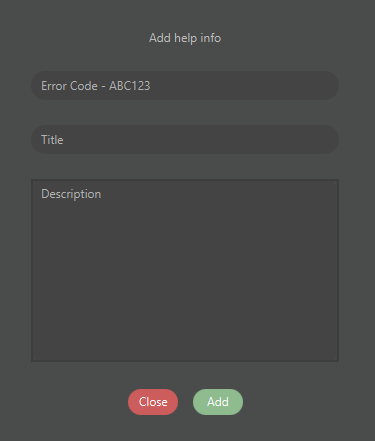 Add help info
Error Code - ABC123
Title
Description
Close Add